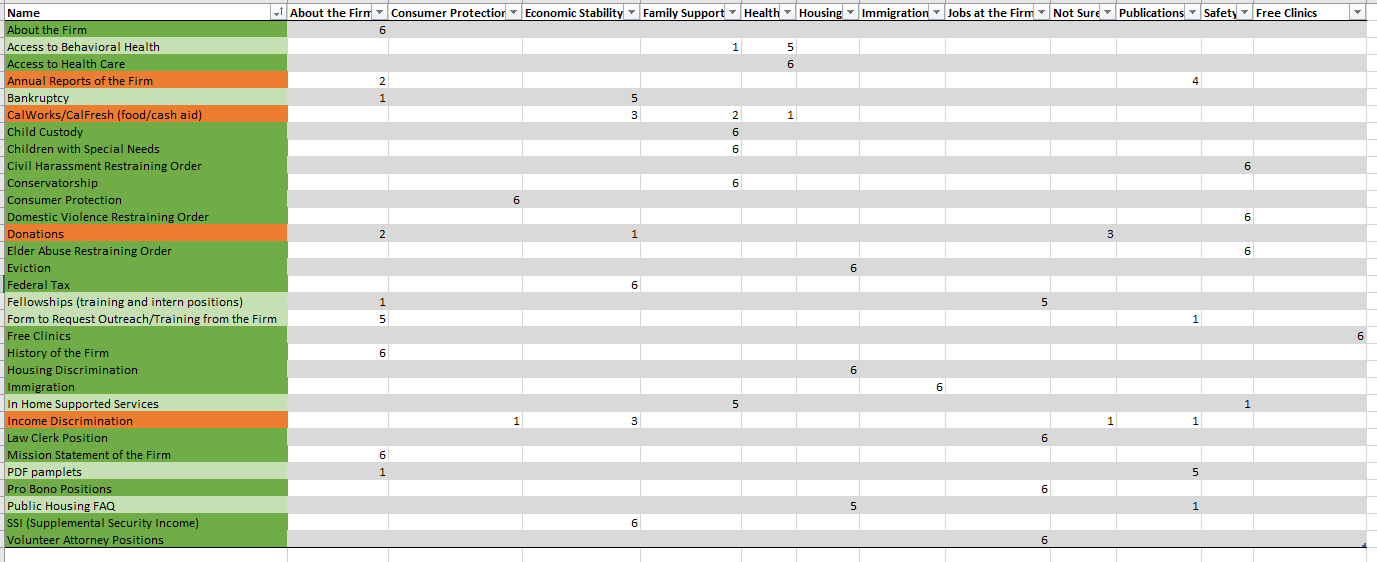 Name About the Firm Consumer Protection Economic Stability Family Support Health Housing Immigration Jobs at the Firm Not Sure Publications Safety Free Clinics
About the Firm 6
Access to Behavioral Health 1 5
Access to Health Care 6
Annual Reports of the Firm 2 4
Bankruptcy 1 5
CalWorks/CalFresh (food/cash aid) 3 2 1
Child Custody 6
Children with Special Needs 6
Civil Harassment Restraining Order 6
Conservatorship 6
Consumer Protection 6
Domestic Violence Restraining Order 6
Donations 2 1 3
Elder Abuse Restraining Order 6
Eviction 6
Federal Tax 6
Fellowships (training and intern positions) 1 5
Form to Request Outreach/Training from the Firm 5 1
Free Clinics 6
History of the Firm 6
Housing Discrimination 6
Immigration 6
In Home Supported Services 5 1
Income Discrimination 1 3 1 1
Law Clerk Position 6
Mission Statement of the Firm 6
PDF pamplets 1 5
Pro Bono Positions 6
Public Housing FAQ 5 1
SSI (Supplemental Security Income) 6
Volunteer Attorney Positions 6